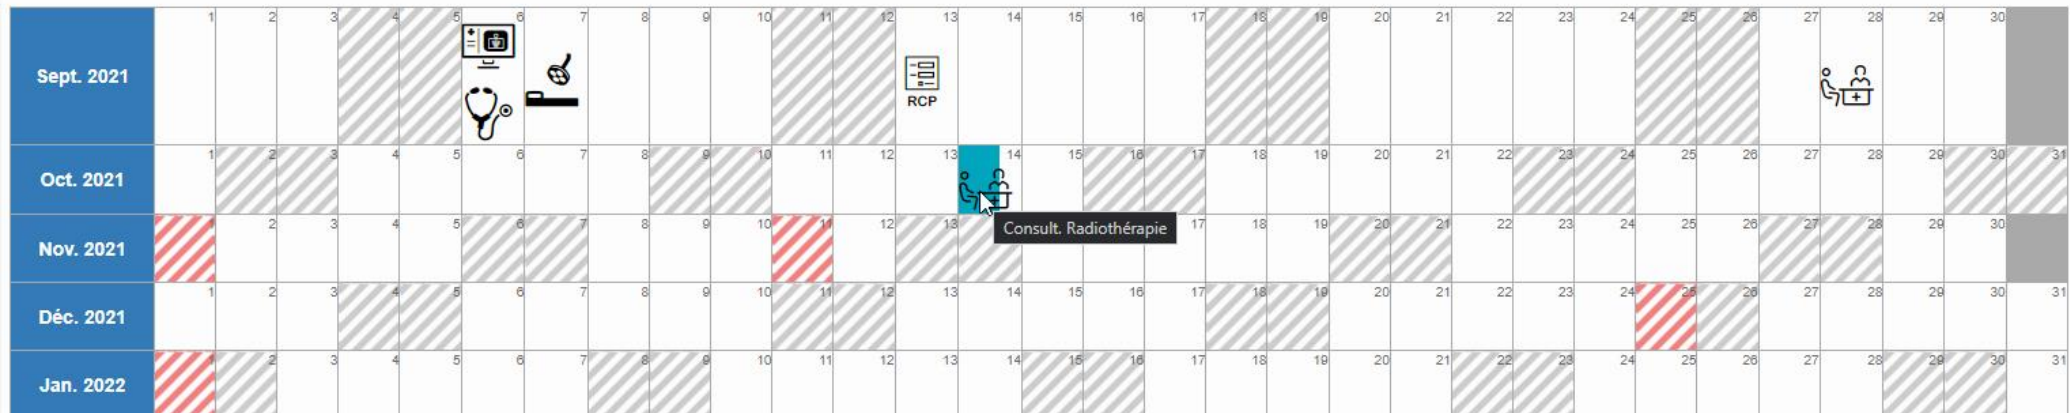 1 2 3 4 5 6 7 8 9 10 11 12 13 14 15 16 17 18 19 20 21 22 23 24 25 26 27 28 29 30
Sept. 2021
RCP
1 2 3 4 5 6 7 8 9 10 11 12 13 14 15 16 17 18 19 20 21 22 23 24 25 26 27 28 29 30 31
Oct. 2021
1 2 3 4 5 6 7 8 9 10 11 12 13 17 18 19 20 21 22 23 24 25 26 27 28 29 30
Consult. Radiothérapie
Nov. 2021
1 2 3 4 5 6 7 8 9 10 11 12 13 14 15 16 17 18 19 20 21 22 23 24 25 26 27 28 29 30 31
Déc. 2021
1 2 3 4 5 6 7 8 9 10 11 12 13 14 15 16 17 18 19 20 21 22 23 24 25 26 27 28 29 30 31
Jan. 2022